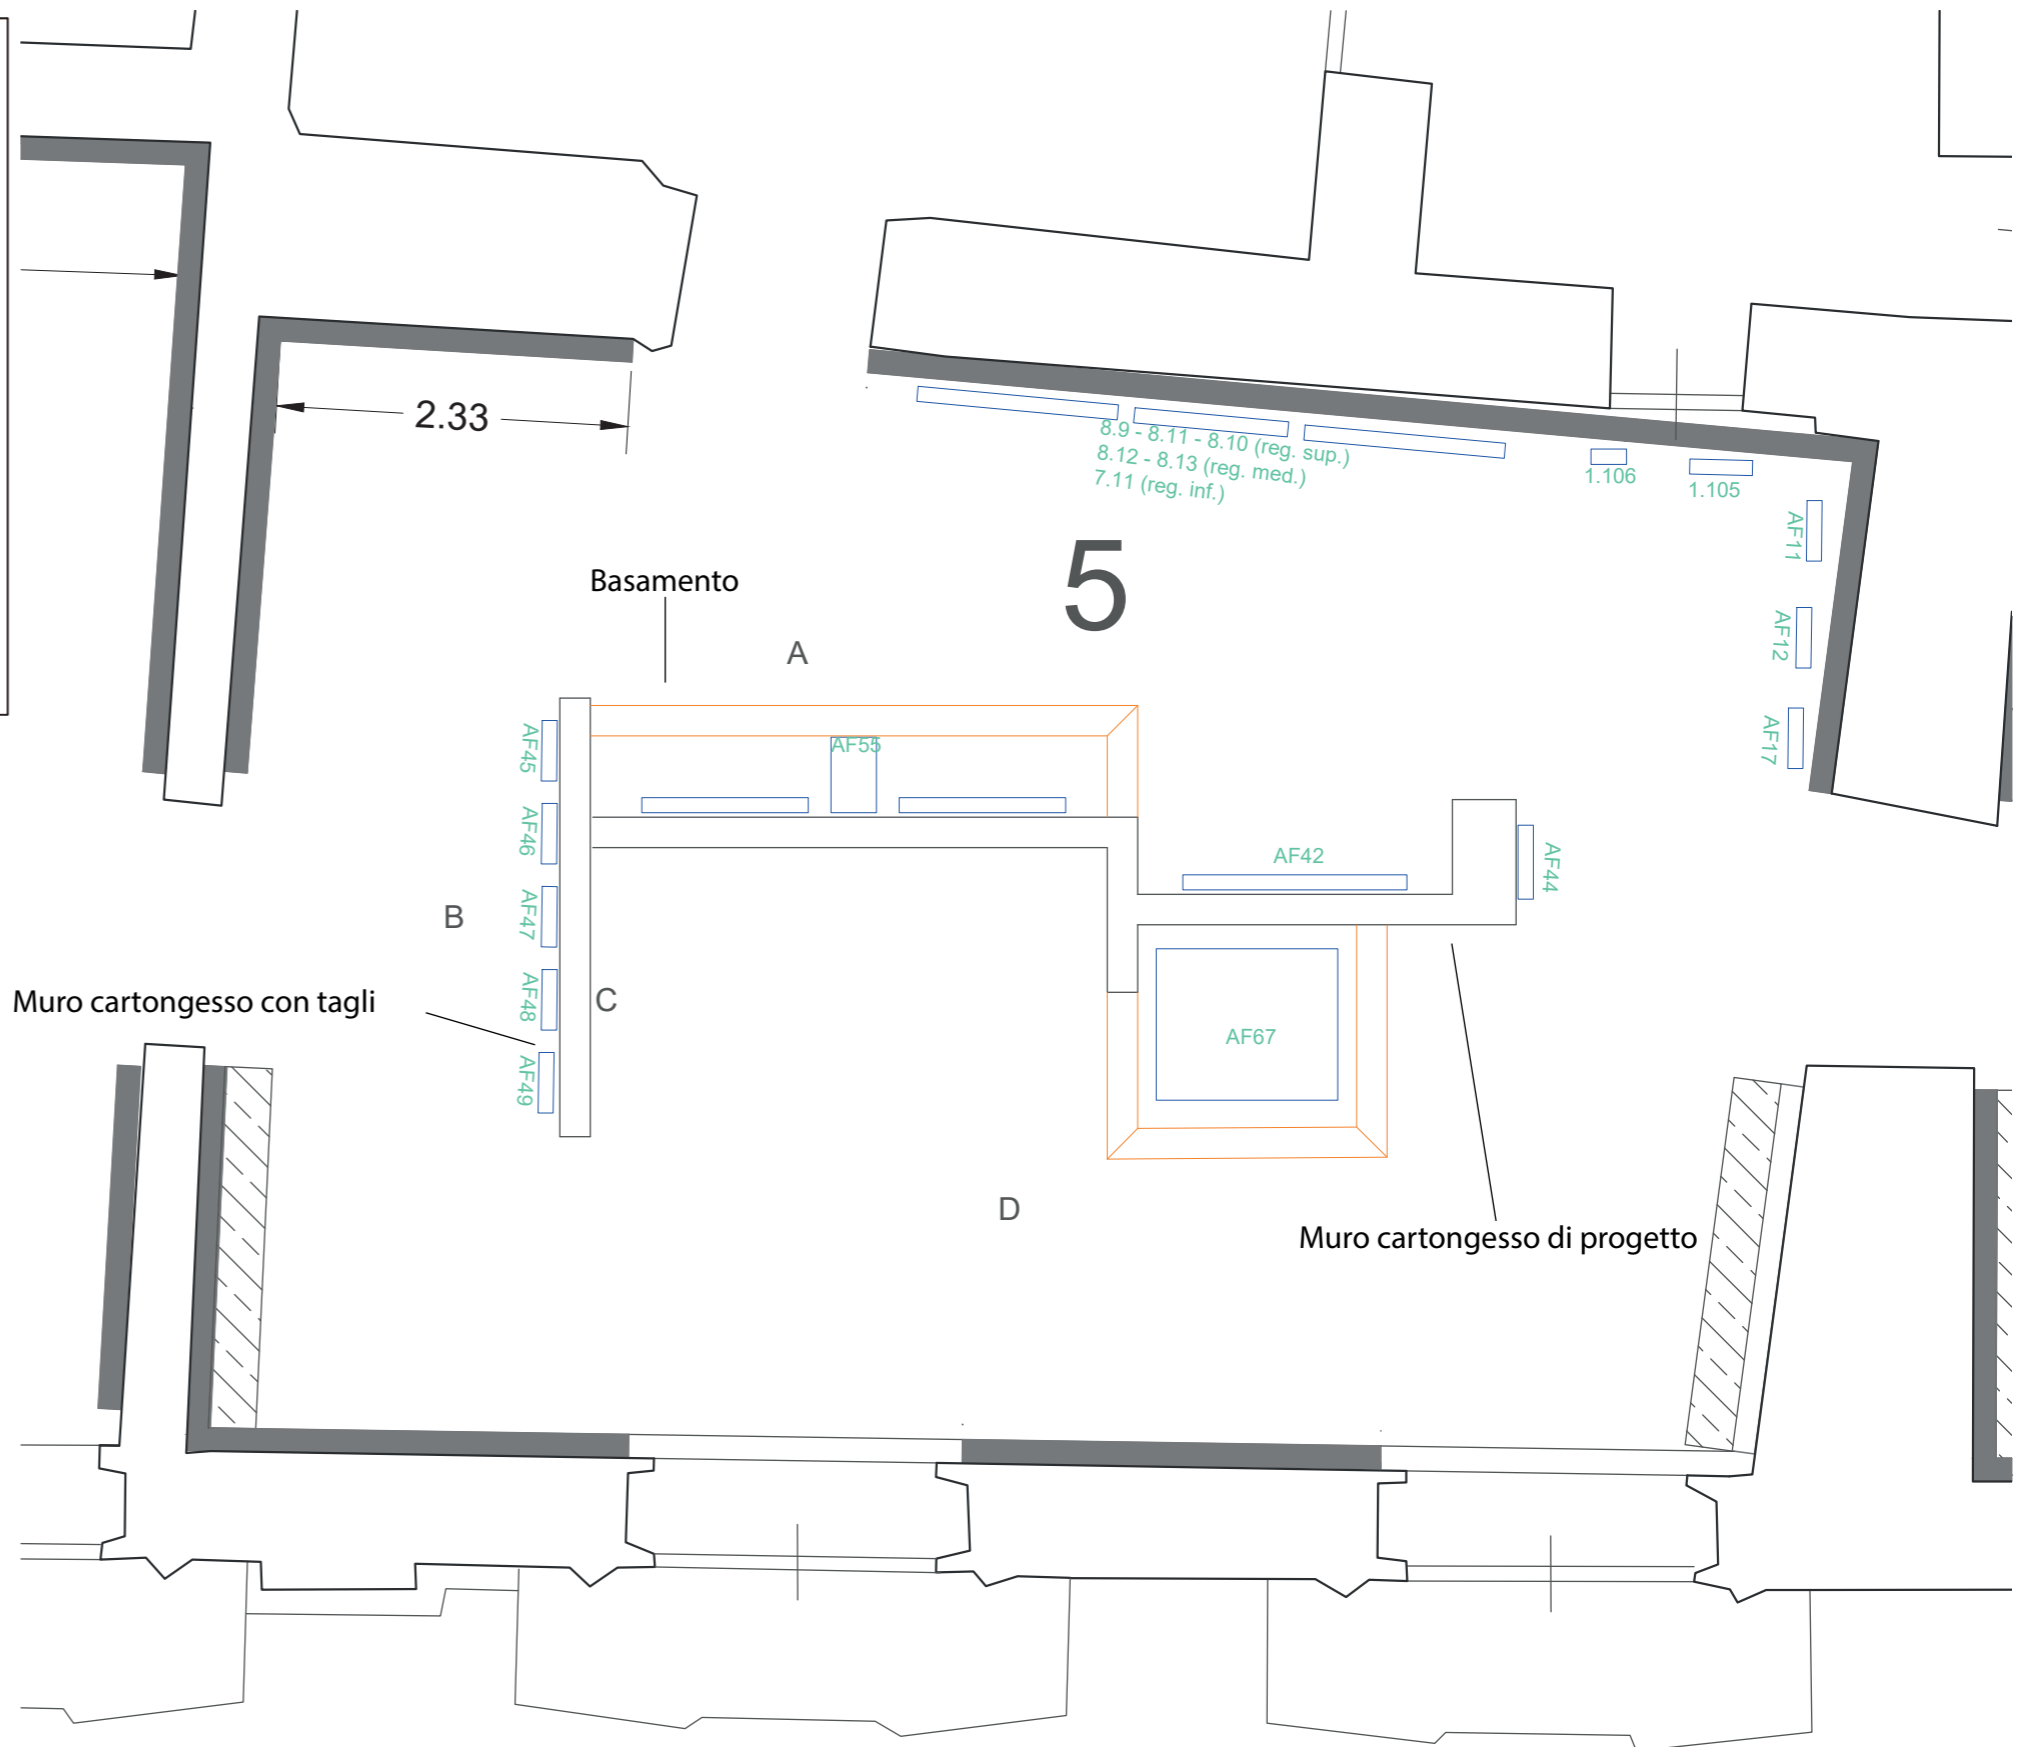 2.33
8.9 - 8.11 - 8.10 (reg. sup.)
8.12 - 8.13 (reg. med.)
7.11 (reg. inf.)
1.106
1.105
AF11
5
Basamento
AF12
A
AF17
AF45
AF55
AF46
AF42
AF44
B
AF47
Muro cartongesso con tagli
AF48
C
AF67
AF49
D
Muro cartongesso di progetto